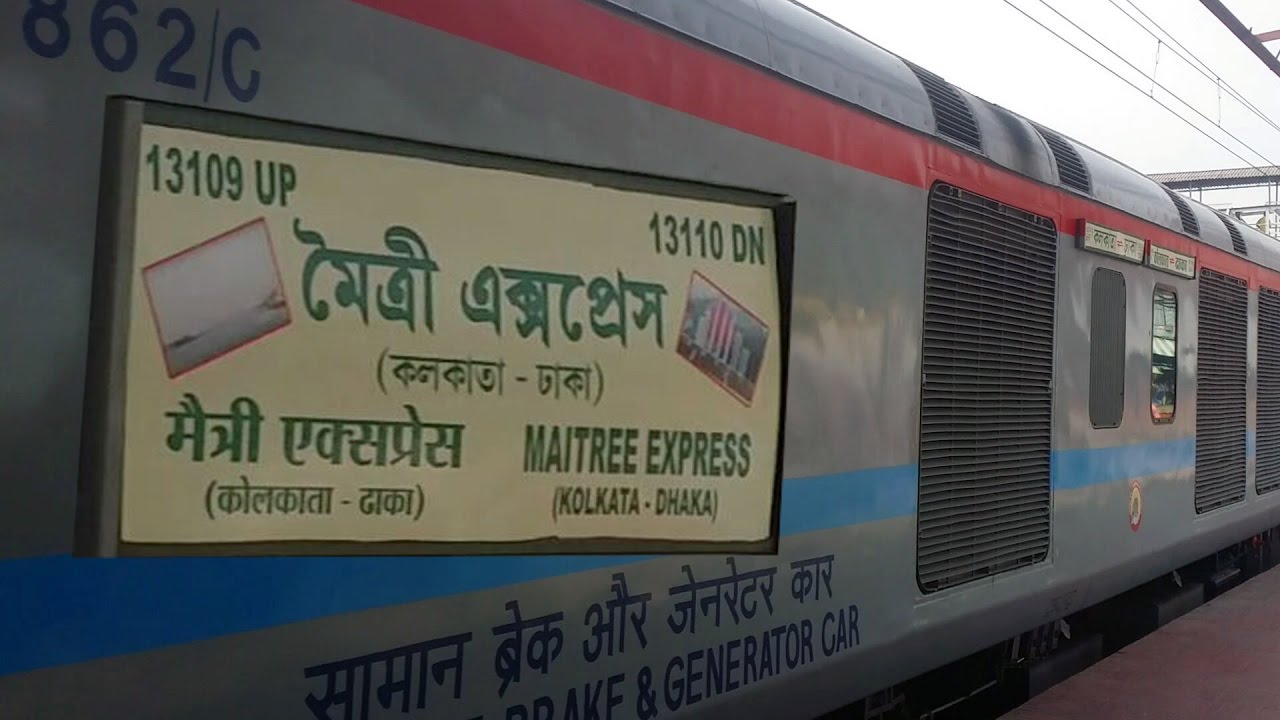 862/C
13109 UP
13110 DN
মৈত্রী এক্সপ্রেস
(কলকাতা - ঢাকা)
मैत्री एक्सप्रेस
(कोलकाता - ढाका)
MAITREE EXPRESS
(KOLKATA - DHAKA)
सामान ब्रेक और जेनरेटर कार
BRAKE & GENERATOR CAR
কলকাতা ঢাকা